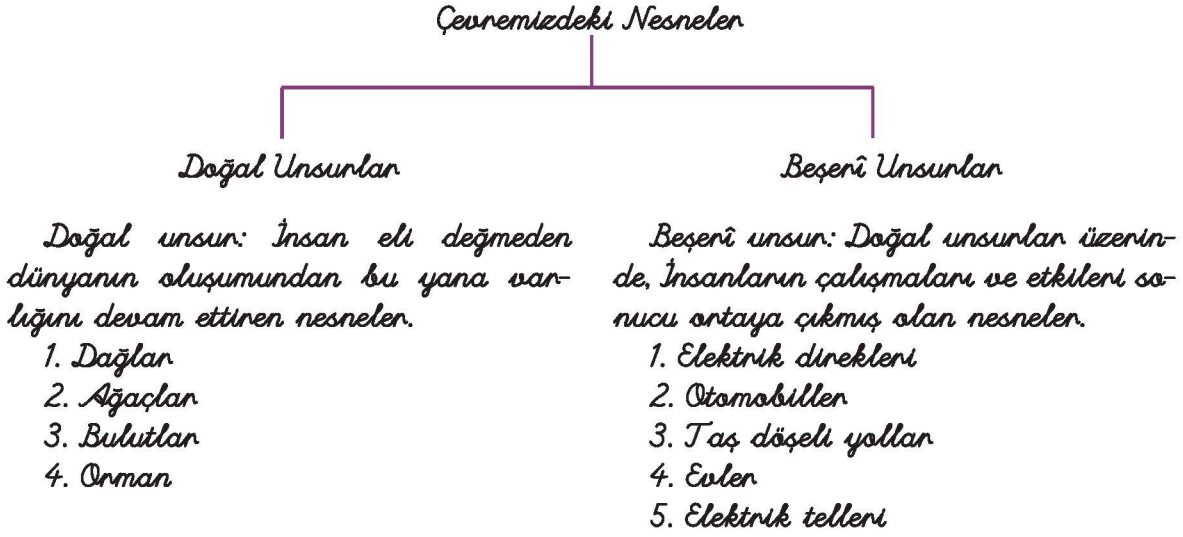 Çevremizdeki Nesneler
Doğal Unsurlar
Doğal unsur: İnsan eli değmeden
dünyanın oluşumundan bu yana var-
lığını devam ettiren nesneler.
1. Dağlar
2. Ağaçlar
3. Bulutlar
4. Orman
Beşerî Unsurlar
Beşerî unsur: Doğal unsurlar üzerin-
de, İnsanların çalışmaları ve etkileri so-
nucu ortaya çıkmış olan nesneler.
1. Elektrik direkleri
2. Otomobiller
3. Taş döşeli yollar
4. Evler
5. Elektrik telleri